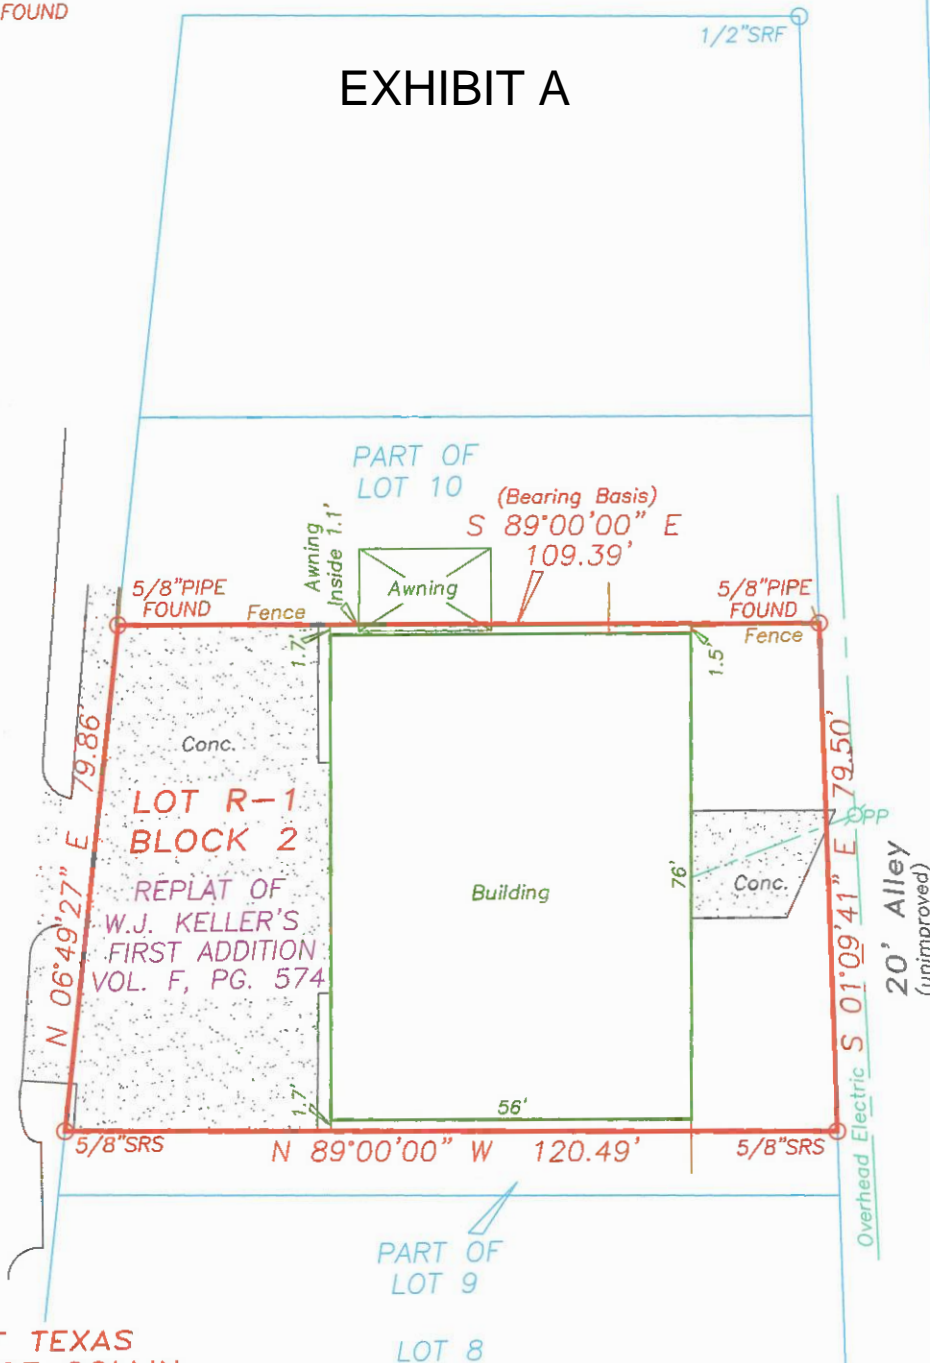 FOUND
1/2"SRF
EXHIBIT A
PART OF
LOT 10
(Bearing Basis)
S 89°00'00" E
109.39'
Awning
Inside 1.1'
Awning
5/8"PIPE
FOUND
Fence
5/8"PIPE
FOUND
Fence
1.7'
1.5'
79.86'
N 06°49'27" E
Conc.
LOT R-1
BLOCK 2
REPLAT OF
W.J. KELLER'S
FIRST ADDITION
VOL. F, PG. 574
Building
76'
Conc.
PP
S 01°09'41" E 79.50'
20' Alley
(unimproved)
Overhead Electric
1.7'
56'
5/8"SRS
N 89°00'00" W 120.49'
5/8"SRS
PART OF
LOT 9
LOT 8
TEXAS